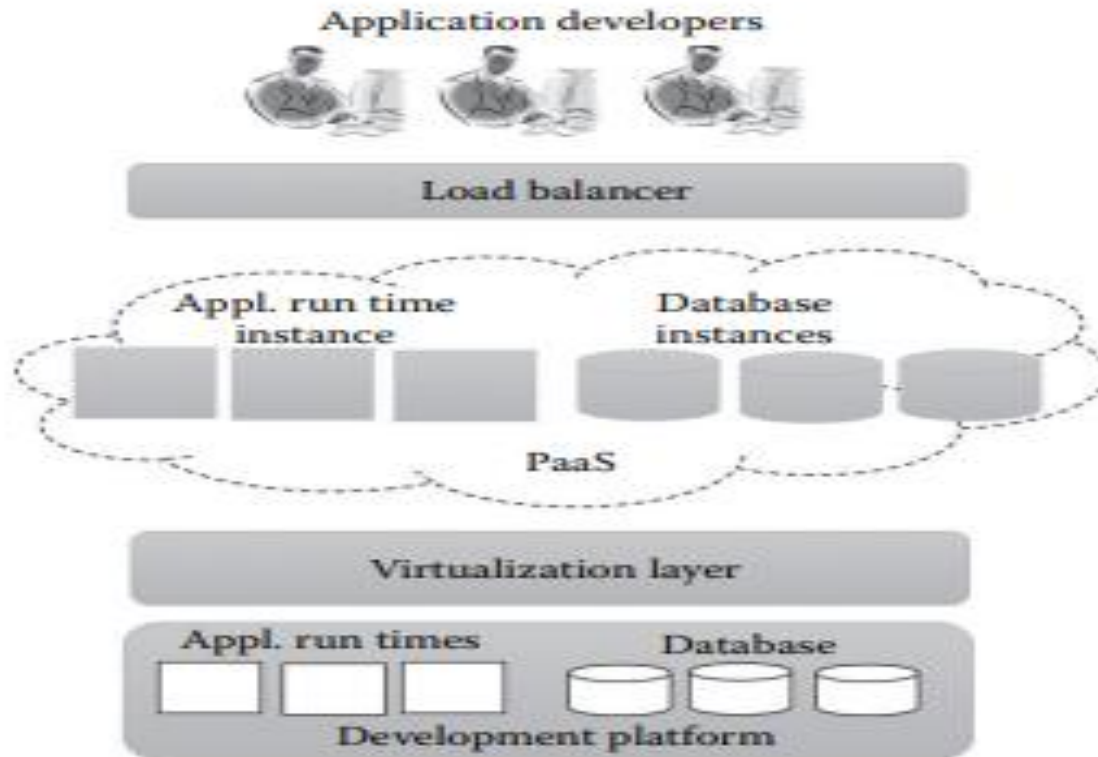 Application developers
Load balancer
Appl. run time
instance
Database
instances
PaaS
Virtualization layer
Appl. run times
Database
Development platform